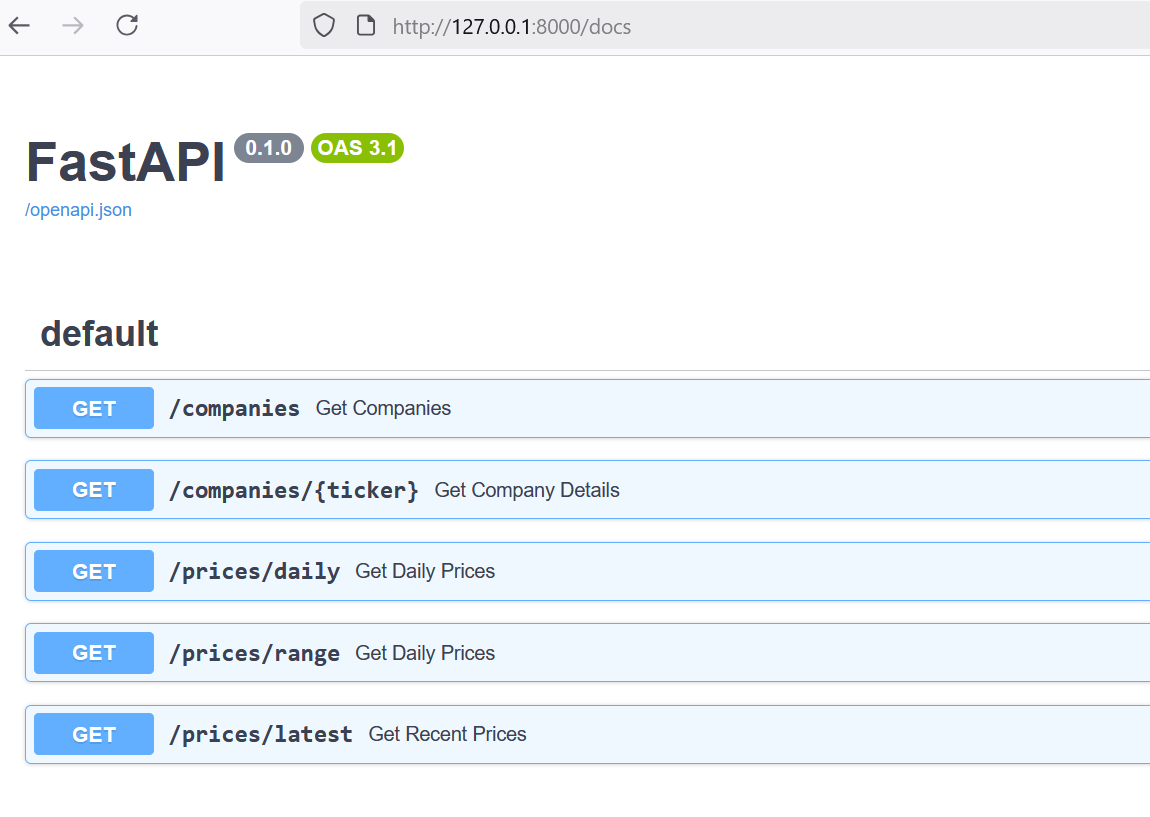 http://127.0.0.1:8000/docs
FastAPI 0.1.0 OAS 3.1
/openapi.json
default
GET /companies Get Companies
GET /companies/{ticker} Get Company Details
GET /prices/daily Get Daily Prices
GET /prices/range Get Daily Prices
GET /prices/latest Get Recent Prices